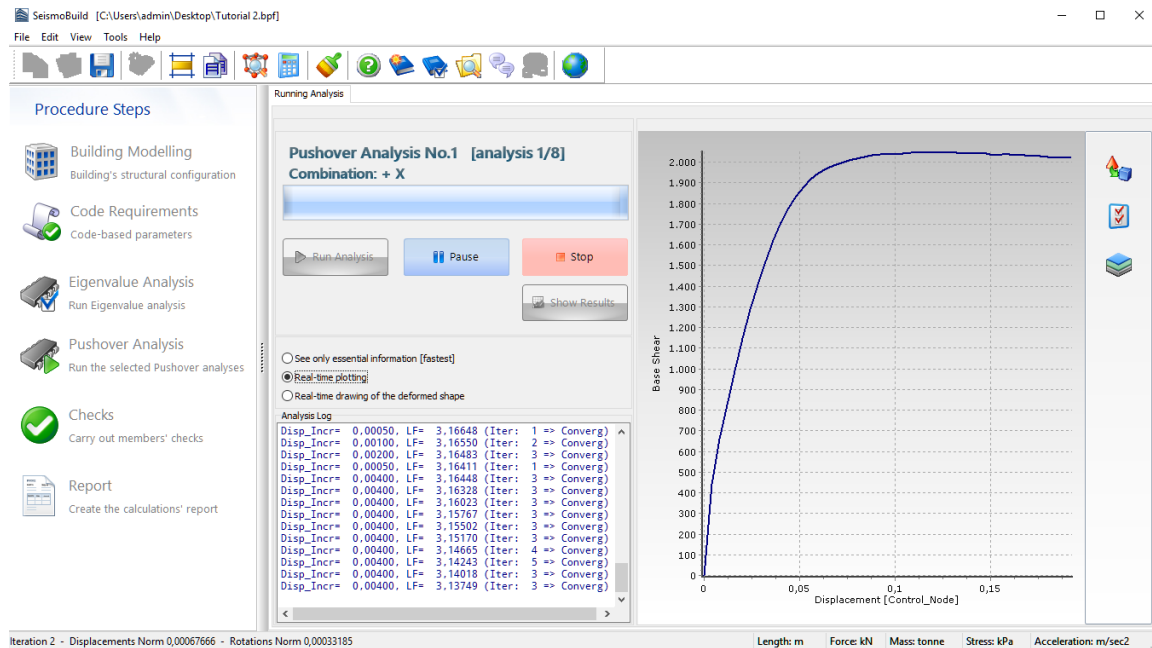 SeismoBuild   [C:\Users\admin\Desktop\Tutorial 2.bpf]
File   Edit   View   Tools   Help
Procedure Steps
Building Modelling
Building's structural configuration
Code Requirements
Code-based parameters
Eigenvalue Analysis
Run Eigenvalue analysis
Pushover Analysis
Run the selected Pushover analyses
Checks
Carry out members' checks
Report
Create the calculations' report
Running Analysis
Pushover Analysis No.1   [analysis 1/8]
Combination: + X
Run Analysis   Pause   Stop
Show Results
See only essential information [fastest]
Real-time plotting
Real-time drawing of the deformed shape
Analysis Log
Disp_Incr=  0,00050, LF=  3,16648 (Iter:  1 => Converg)
Disp_Incr=  0,00100, LF=  3,16550 (Iter:  2 => Converg)
Disp_Incr=  0,00200, LF=  3,16483 (Iter:  3 => Converg)
Disp_Incr=  0,00050, LF=  3,16411 (Iter:  1 => Converg)
Disp_Incr=  0,00400, LF=  3,16448 (Iter:  3 => Converg)
Disp_Incr=  0,00400, LF=  3,16328 (Iter:  3 => Converg)
Disp_Incr=  0,00400, LF=  3,16023 (Iter:  3 => Converg)
Disp_Incr=  0,00400, LF=  3,15767 (Iter:  3 => Converg)
Disp_Incr=  0,00400, LF=  3,15502 (Iter:  3 => Converg)
Disp_Incr=  0,00400, LF=  3,15170 (Iter:  3 => Converg)
Disp_Incr=  0,00400, LF=  3,14665 (Iter:  4 => Converg)
Disp_Incr=  0,00400, LF=  3,14243 (Iter:  5 => Converg)
Disp_Incr=  0,00400, LF=  3,14018 (Iter:  3 => Converg)
Disp_Incr=  0,00400, LF=  3,13749 (Iter:  3 => Converg)
Base Shear
2.000
1.900
1.800
1.700
1.600
1.500
1.400
1.300
1.200
1.100
1.000
900
800
700
600
500
400
300
200
100
0
0   0,05   0,1   0,15
Displacement [Control_Node]
Iteration 2  -  Displacements Norm 0,00067666  -  Rotations Norm 0,00033185
Length: m   Force: kN   Mass: tonne   Stress: kPa   Acceleration: m/sec2